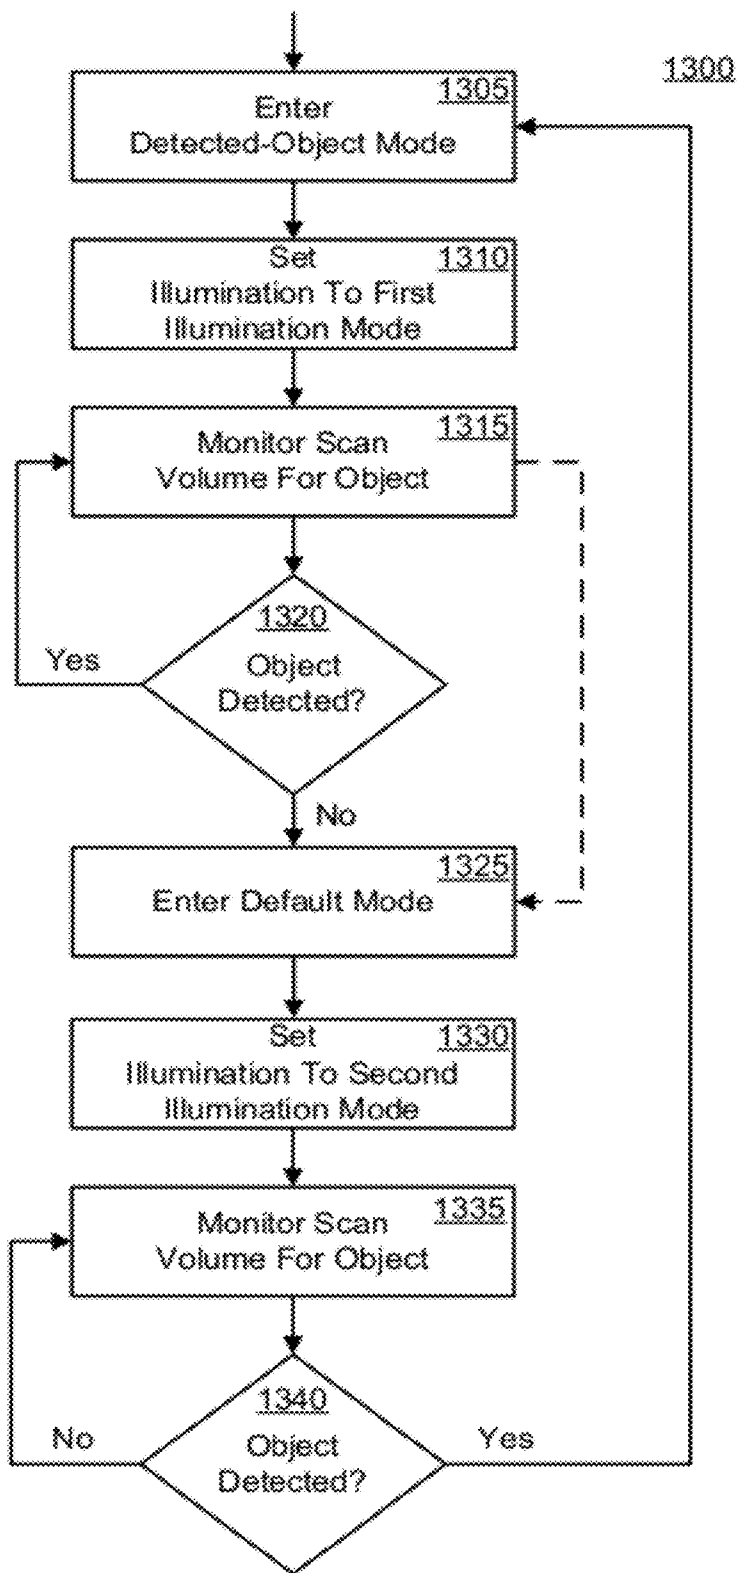 1300
1305
Enter
Detected-Object Mode
Set 1310
Illumination To First
Illumination Mode
1315
Monitor Scan
Volume For Object
1320
Yes
Object
Detected?
No
1325
Enter Default Mode
Set 1330
Illumination To Second
Illumination Mode
1335
Monitor Scan
Volume For Object
1340
No
Yes
Object
Detected?